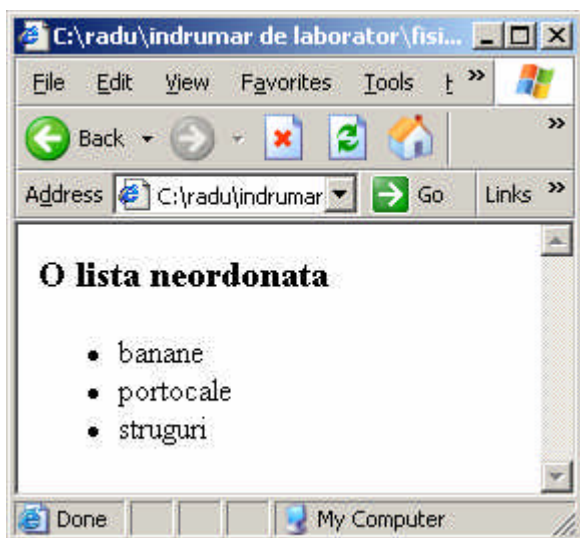 C:\radu\indrumar de laborator\fisi...
File Edit View Favorites Tools »
Back »
Address C:\radu\indrumar Go Links »
O lista neordonata
• banane
• portocale
• struguri
Done My Computer